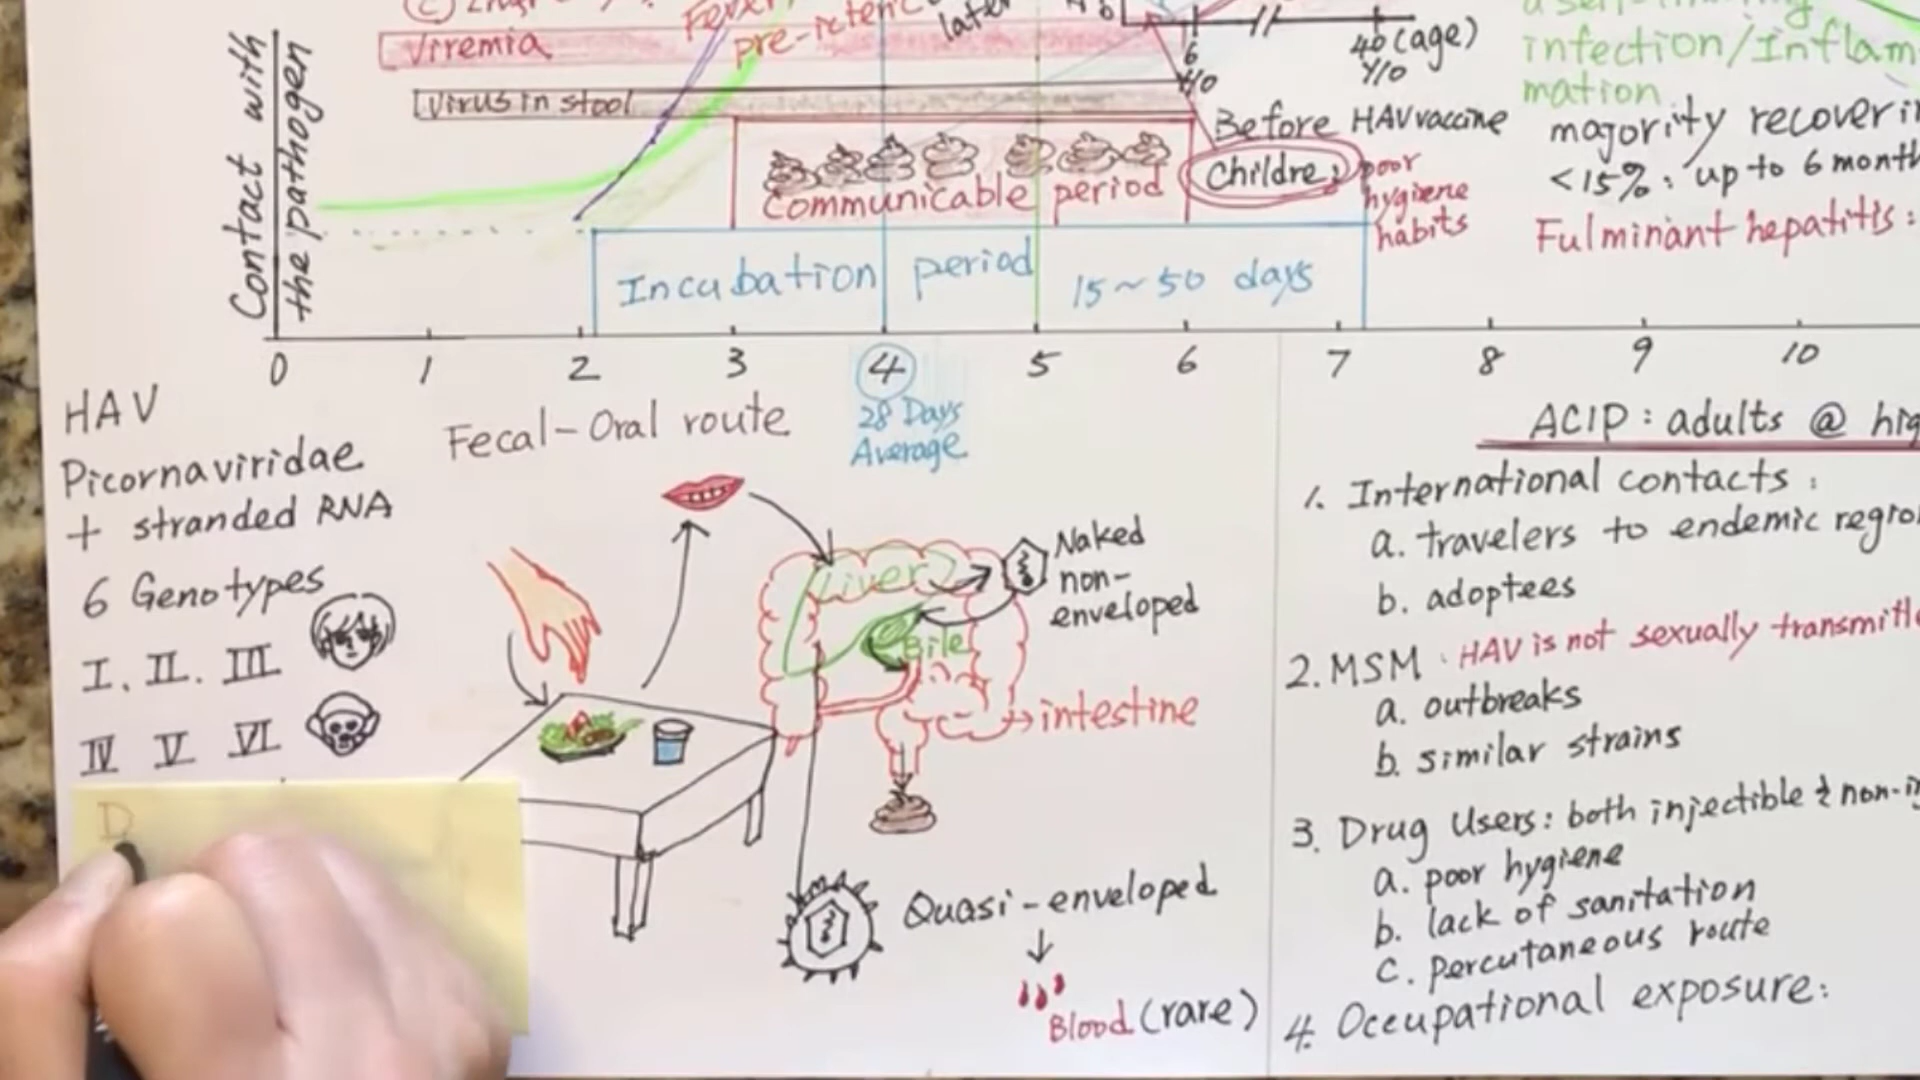 Viremia
pre-icteric
later
6
Y/O
40 (age)
Y/O
infection/Inflam
mation
Virus in stool
Contact with
the pathogen
Before HAV vaccine
Children
poor
hygiene
habits
Communicable period
majority recover
<15%: up to 6 month
Fulminant hepatitis:
Incubation period 15~50 days
0 1 2 3 4 5 6 7 8 9 10
28 Days
Average
HAV
Picornaviridae
+ stranded RNA
6 Genotypes
I. II. III
IV V VI
D
Fecal-Oral route
Liver
Bile
Naked
non-
enveloped
intestine
Quasi-enveloped
Blood (rare)
ACIP: adults @ hig
1. International contacts:
a. travelers to endemic regio
b. adoptees
2. MSM: HAV is not sexually transmitte
a. outbreaks
b. similar strains
3. Drug Users: both injectible & non-in
a. poor hygiene
b. lack of sanitation
c. percutaneous route
4. Occupational exposure: